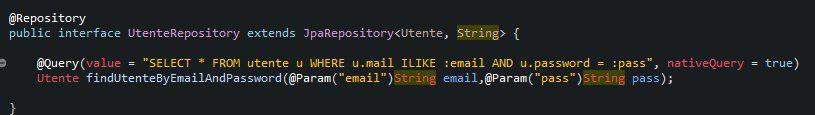 @Repository
public interface UtenteRepository extends JpaRepository<Utente, String> {
@Query(value = "SELECT * FROM utente u WHERE u.mail ILIKE :email AND u.password = :pass", nativeQuery = true)
Utente findUtenteByEmailAndPassword(@Param("email")String email,@Param("pass")String pass);
}